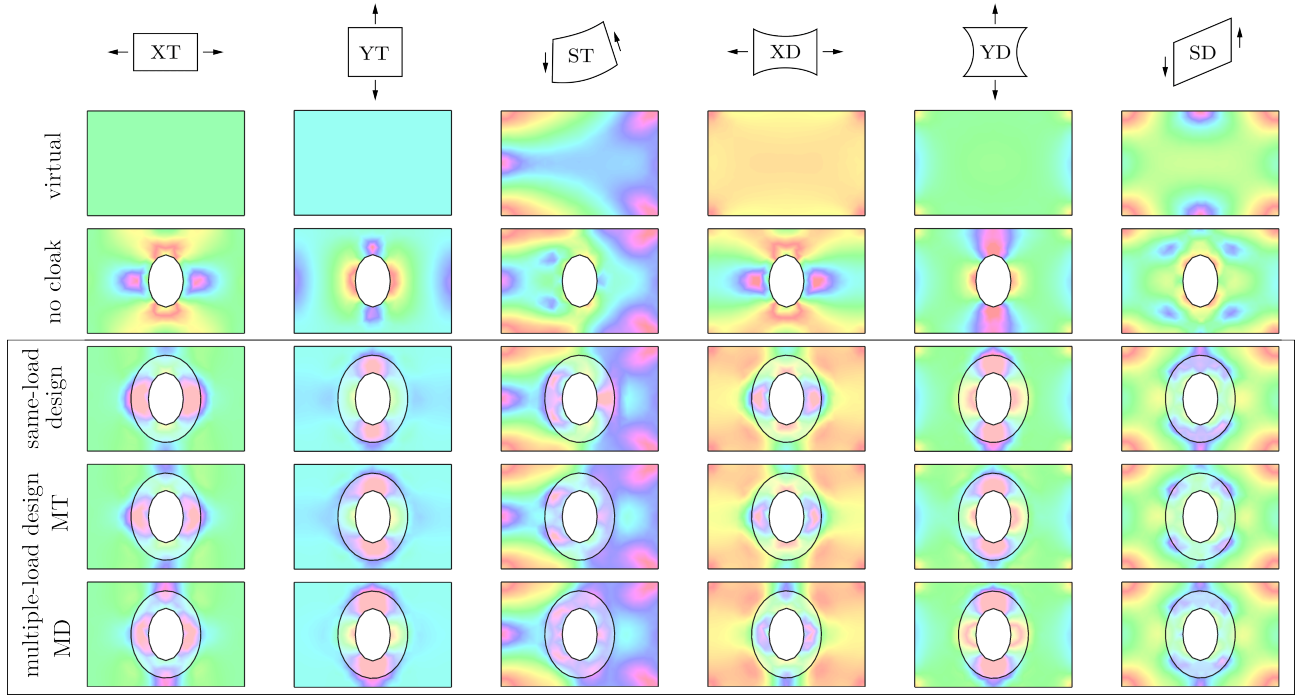 XT
YT
ST
XD
YD
SD
virtual
no cloak
same-load
design
multiple-load design
MT
MD